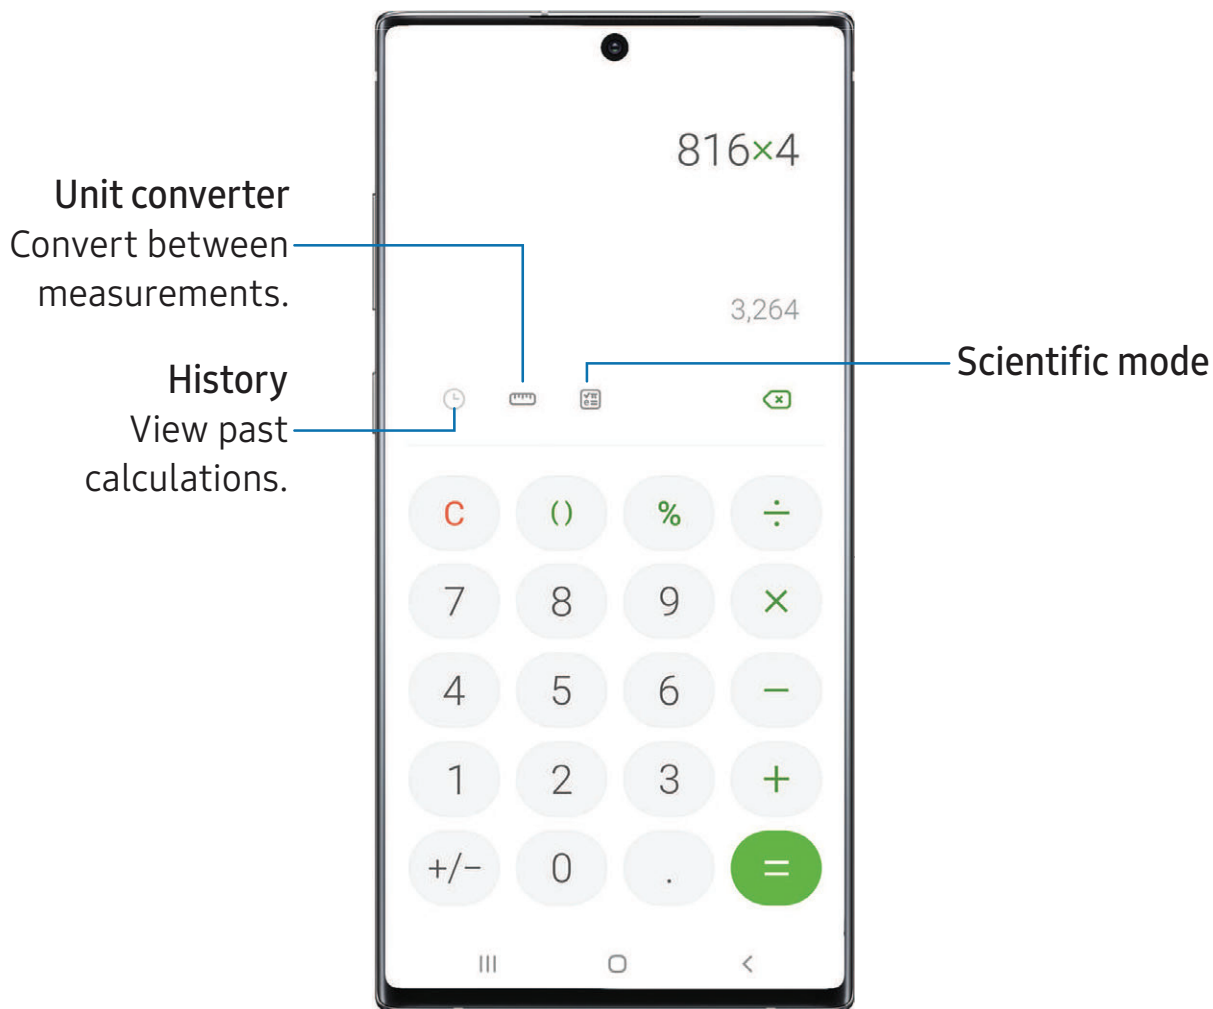 816×4
Unit converter
Convert between
measurements.
3,264
Scientific mode
History
View past
calculations.
C () % ÷
7 8 9 ×
4 5 6 −
1 2 3 +
+/− 0 . =